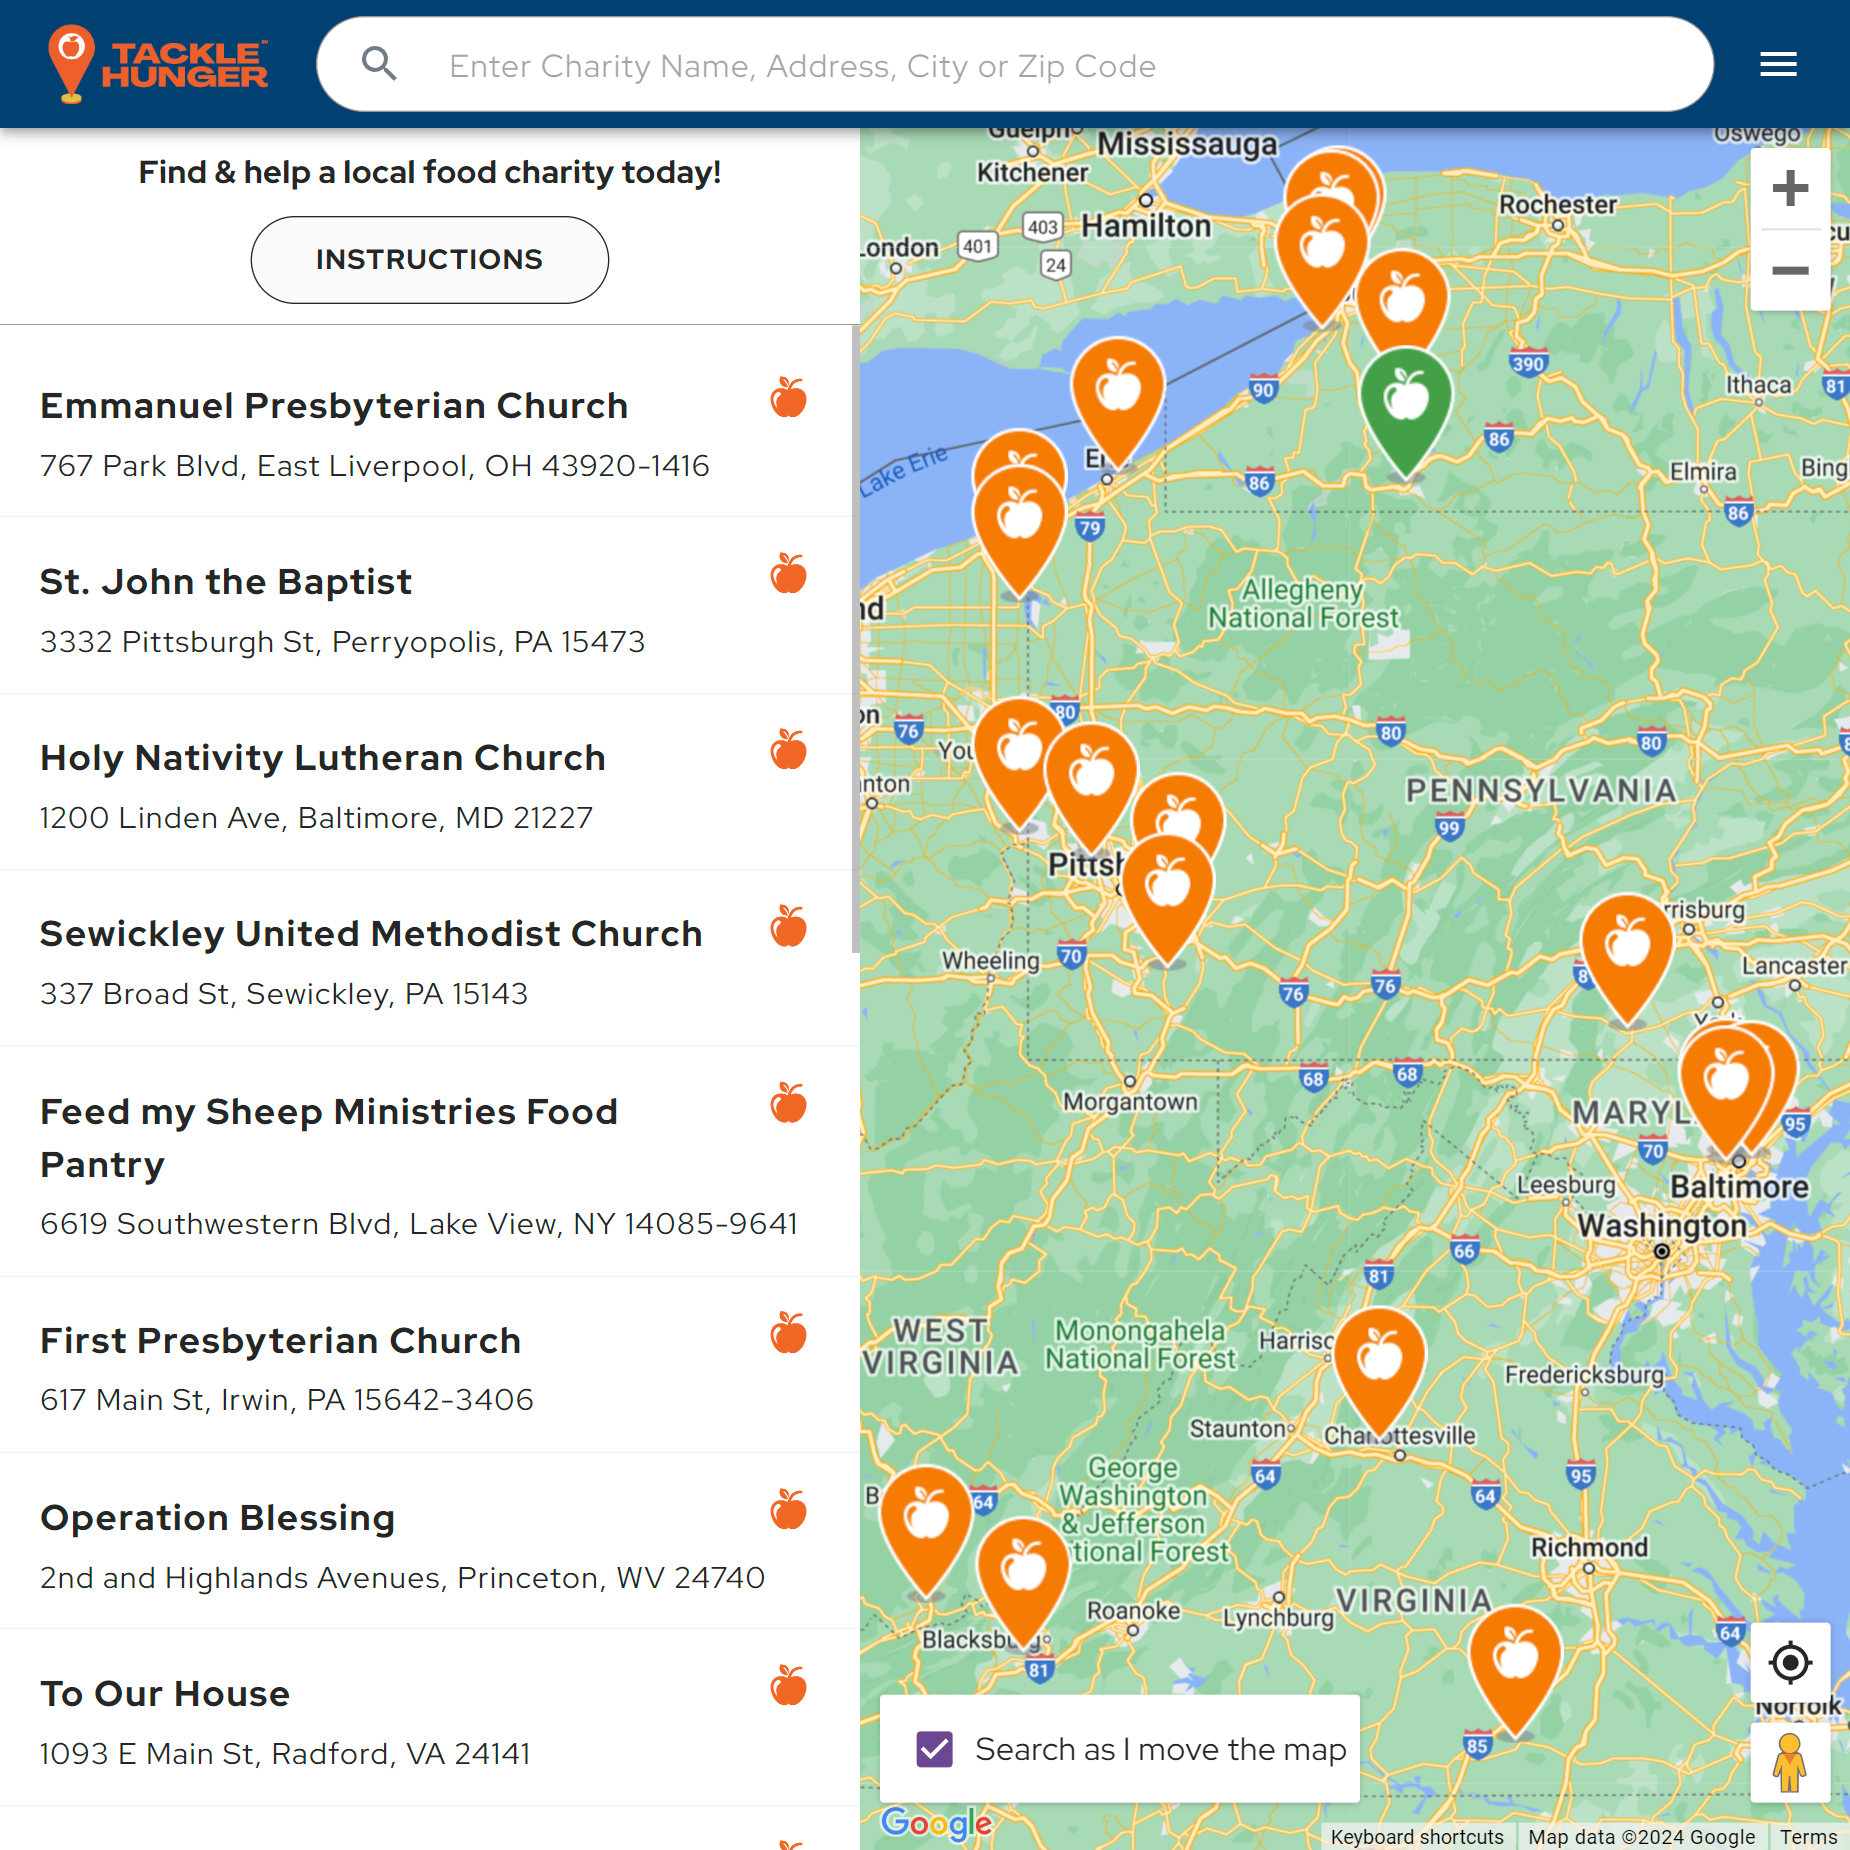 TACKLE
HUNGER
Enter Charity Name, Address, City or Zip Code
Find & help a local food charity today!
INSTRUCTIONS
Emmanuel Presbyterian Church
767 Park Blvd, East Liverpool, OH 43920-1416
St. John the Baptist
3332 Pittsburgh St, Perryopolis, PA 15473
Holy Nativity Lutheran Church
1200 Linden Ave, Baltimore, MD 21227
Sewickley United Methodist Church
337 Broad St, Sewickley, PA 15143
Feed my Sheep Ministries Food
Pantry
6619 Southwestern Blvd, Lake View, NY 14085-9641
First Presbyterian Church
617 Main St, Irwin, PA 15642-3406
Operation Blessing
2nd and Highlands Avenues, Princeton, WV 24740
To Our House
1093 E Main St, Radford, VA 24141
Guelph
Mississauga
Oswego
Kitchener
Hamilton
Rochester
London
401
403
24
390
Ithaca
81
90
86
Lake Erie
86
Elmira
Bing
79
86
Allegheny
National Forest
80
76
80
80
PENNSYLVANIA
99
Pittsb
Wheeling
70
76
76
rrisburg
Lancaster
Morgantown
68
68
MARYL
95
70
Leesburg
Baltimore
Washington
66
81
WEST
VIRGINIA
Monongahela
National Forest
Harrisc
Fredericksburg
Staunton
Charlottesville
George
Washington
& Jefferson
tional Forest
64
64
64
95
Richmond
VIRGINIA
Roanoke
Lynchburg
Blacksburg
81
64
Norfolk
85
Search as I move the map
Google
Keyboard shortcuts
Map data ©2024 Google
Terms